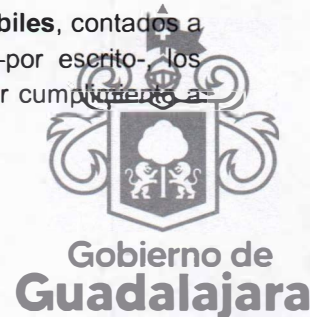 biles, contados a
-por escrito-, los
r cumplimiento a
Gobierno de
Guadalajara